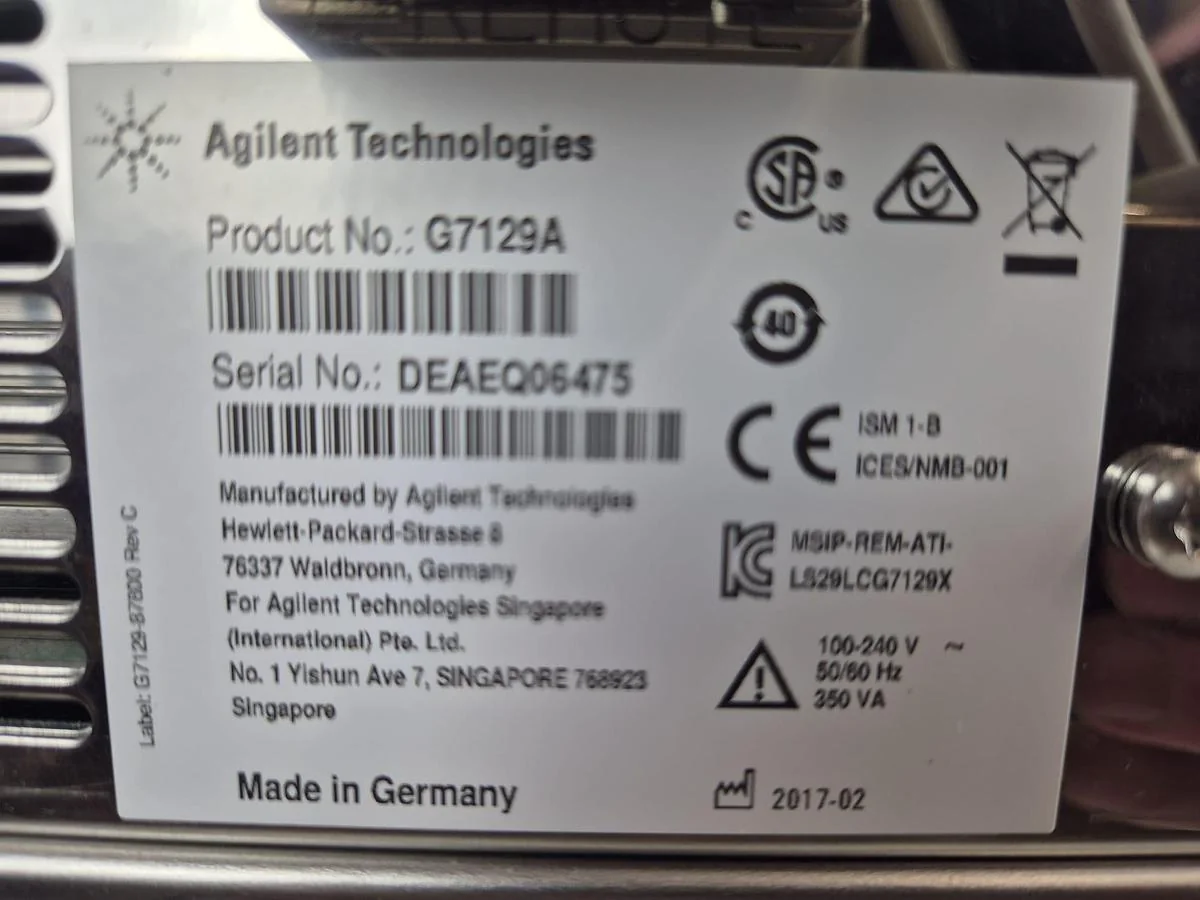 REMOTE
Agilent Technologies
Product No.: G7129A
Serial No.: DEAEQ06475
Manufactured by Agilent Technologies
Hewlett-Packard-Strasse 8
76337 Waldbronn, Germany
For Agilent Technologies Singapore
(International) Pte. Ltd.
No. 1 Yishun Ave 7, SINGAPORE 768923
Singapore
Made in Germany
Label: G7129-87800 Rev C
C SA US
40
CE ISM 1-B
ICES/NMB-001
MSIP-REM-ATI-
LS29LCG7129X
100-240 V ~
50/60 Hz
350 VA
2017-02